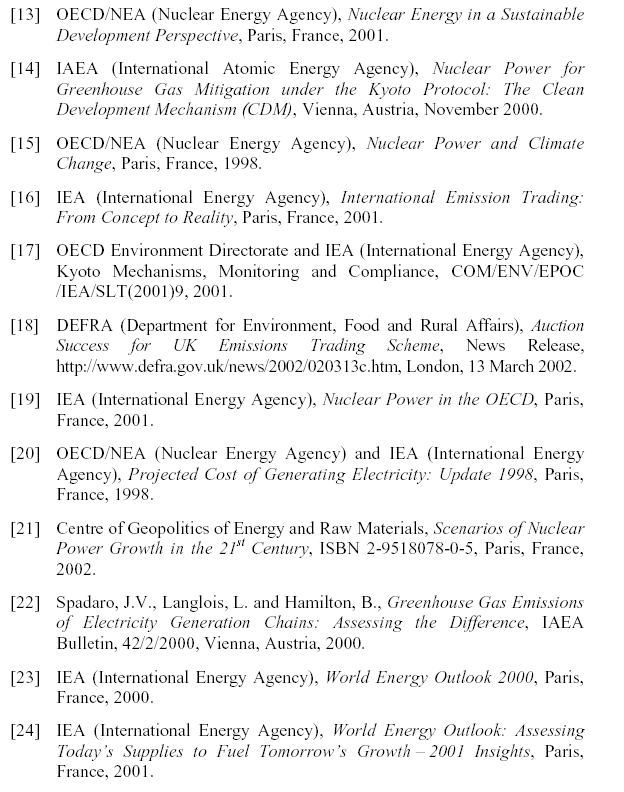 [13] OECD/NEA (Nuclear Energy Agency), Nuclear Energy in a Sustainable
Development Perspective, Paris, France, 2001.
[14] IAEA (International Atomic Energy Agency), Nuclear Power for
Greenhouse Gas Mitigation under the Kyoto Protocol: The Clean
Development Mechanism (CDM), Vienna, Austria, November 2000.
[15] OECD/NEA (Nuclear Energy Agency), Nuclear Power and Climate
Change, Paris, France, 1998.
[16] IEA (International Energy Agency), International Emission Trading:
From Concept to Reality, Paris, France, 2001.
[17] OECD Environment Directorate and IEA (International Energy Agency),
Kyoto Mechanisms, Monitoring and Compliance, COM/ENV/EPOC
/IEA/SLT(2001)9, 2001.
[18] DEFRA (Department for Environment, Food and Rural Affairs), Auction
Success for UK Emissions Trading Scheme, News Release,
http://www.defra.gov.uk/news/2002/020313c.htm, London, 13 March 2002.
[19] IEA (International Energy Agency), Nuclear Power in the OECD, Paris,
France, 2001.
[20] OECD/NEA (Nuclear Energy Agency) and IEA (International Energy
Agency), Projected Cost of Generating Electricity: Update 1998, Paris,
France, 1998.
[21] Centre of Geopolitics of Energy and Raw Materials, Scenarios of Nuclear
Power Growth in the 21st Century, ISBN 2-9518078-0-5, Paris, France,
2002.
[22] Spadaro, J.V., Langlois, L. and Hamilton, B., Greenhouse Gas Emissions
of Electricity Generation Chains: Assessing the Difference, IAEA
Bulletin, 42/2/2000, Vienna, Austria, 2000.
[23] IEA (International Energy Agency), World Energy Outlook 2000, Paris,
France, 2000.
[24] IEA (International Energy Agency), World Energy Outlook: Assessing
Today's Supplies to Fuel Tomorrow's Growth – 2001 Insights, Paris,
France, 2001.